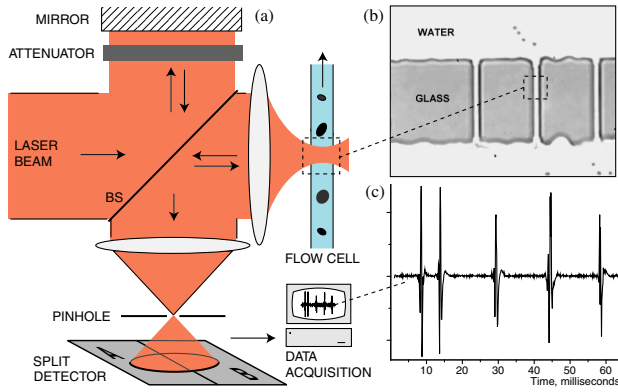 MIRROR
(a)
ATTENUATOR
LASER
BEAM
BS
FLOW CELL
PINHOLE
SPLIT
DETECTOR
A
B
DATA
ACQUISITION
(b)
WATER
GLASS
(c)
10 20 30 40 50 60
Time, milliseconds